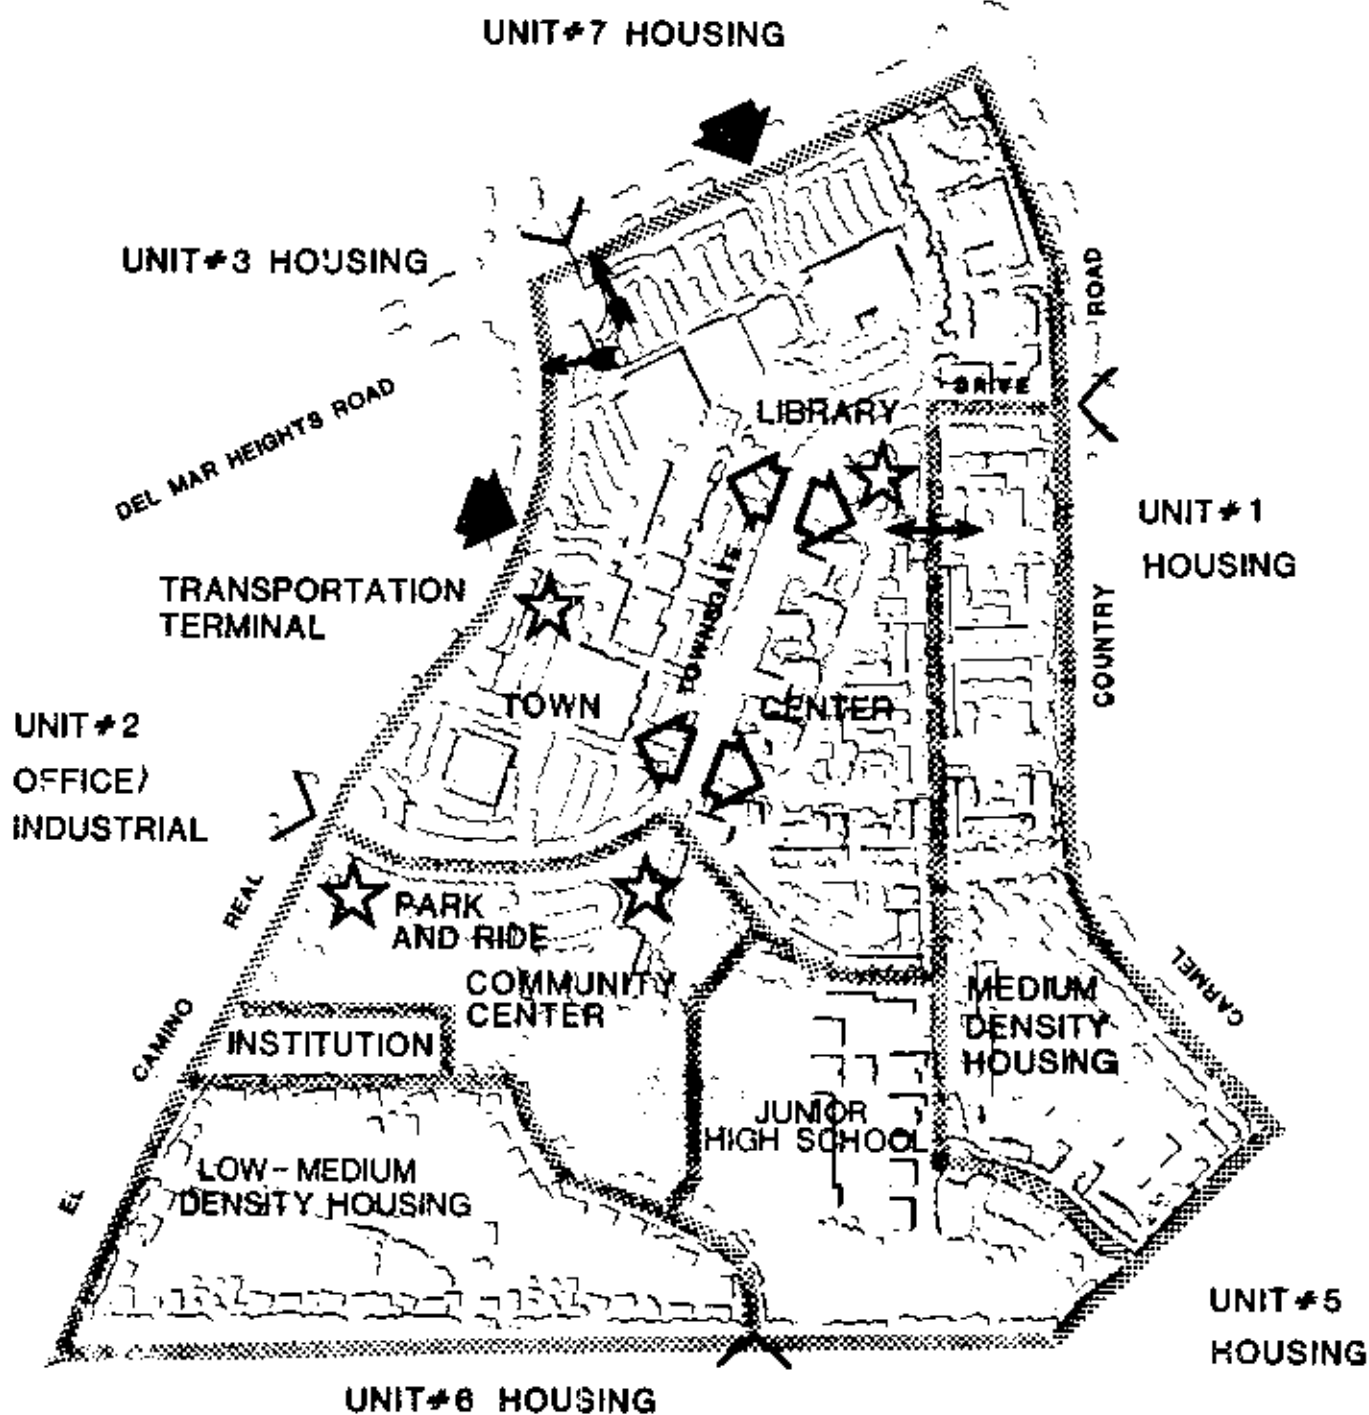 UNIT#7 HOUSING
UNIT#3 HOUSING
ROAD
DRIVE
DEL MAR HEIGHTS ROAD
LIBRARY
UNIT#1
HOUSING
TRANSPORTATION
TERMINAL
TOWNSGATE
COUNTRY
TOWN CENTER
UNIT#2
OFFICE/
INDUSTRIAL
REAL
PARK
AND RIDE
COMMUNITY
CENTER
CARMEL
MEDIUM
DENSITY
HOUSING
CAMINO
INSTITUTION
JUNIOR
HIGH SCHOOL
LOW-MEDIUM
DENSITY HOUSING
EL
UNIT#5
HOUSING
UNIT#6 HOUSING